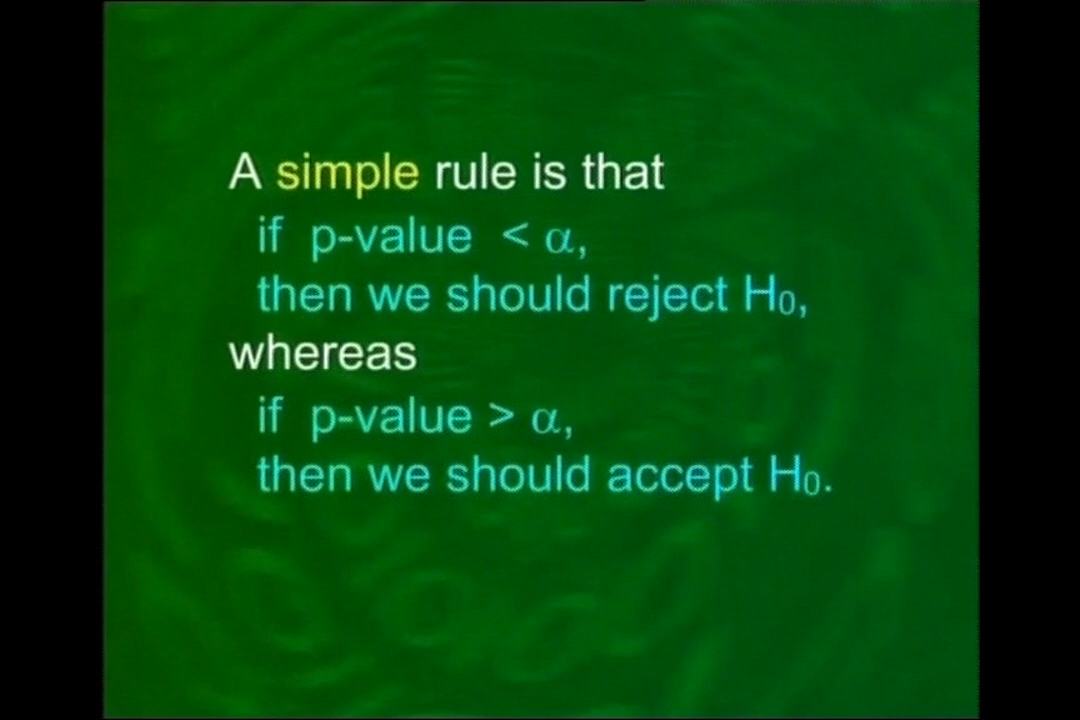 A simple rule is that
if p-value < α,
then we should reject H₀,
whereas
if p-value > α,
then we should accept H₀.